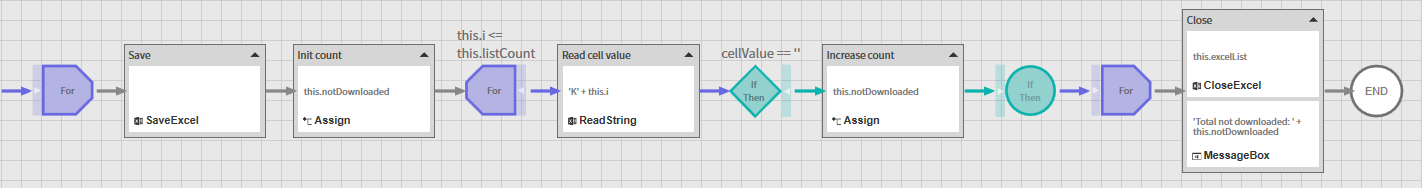 For
Save
SaveExcel
Init count
this.notDownloaded
Assign
this.i <=
this.listCount
For
Read cell value
'K' + this.i
ReadString
cellValue == ''
If
Then
Increase count
this.notDownloaded
Assign
If
Then
For
Close
this.excelList
CloseExcel
'Total not downloaded: ' +
this.notDownloaded
MessageBox
END